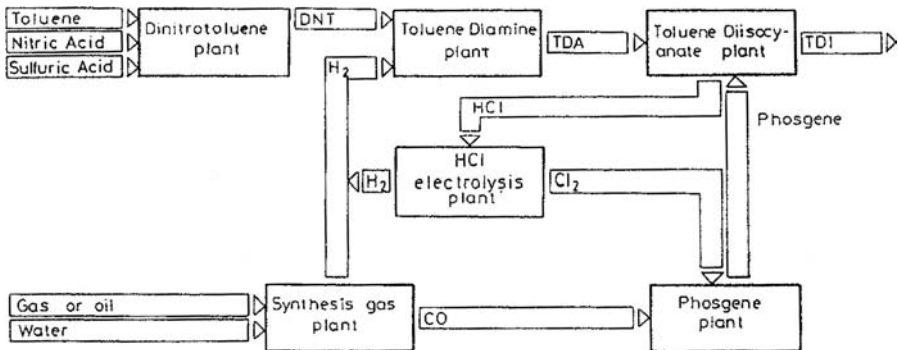 Toluene
Nitric Acid
Sulfuric Acid
Dinitrotoluene
plant
DNT
H2
Toluene Diamine
plant
TDA
Toluene Diisocy-
anate plant
TDI
HCl
Phosgene
H2
HCl
electrolysis
plant
Cl2
Gas or oil
Water
Synthesis gas
plant
CO
Phosgene
plant